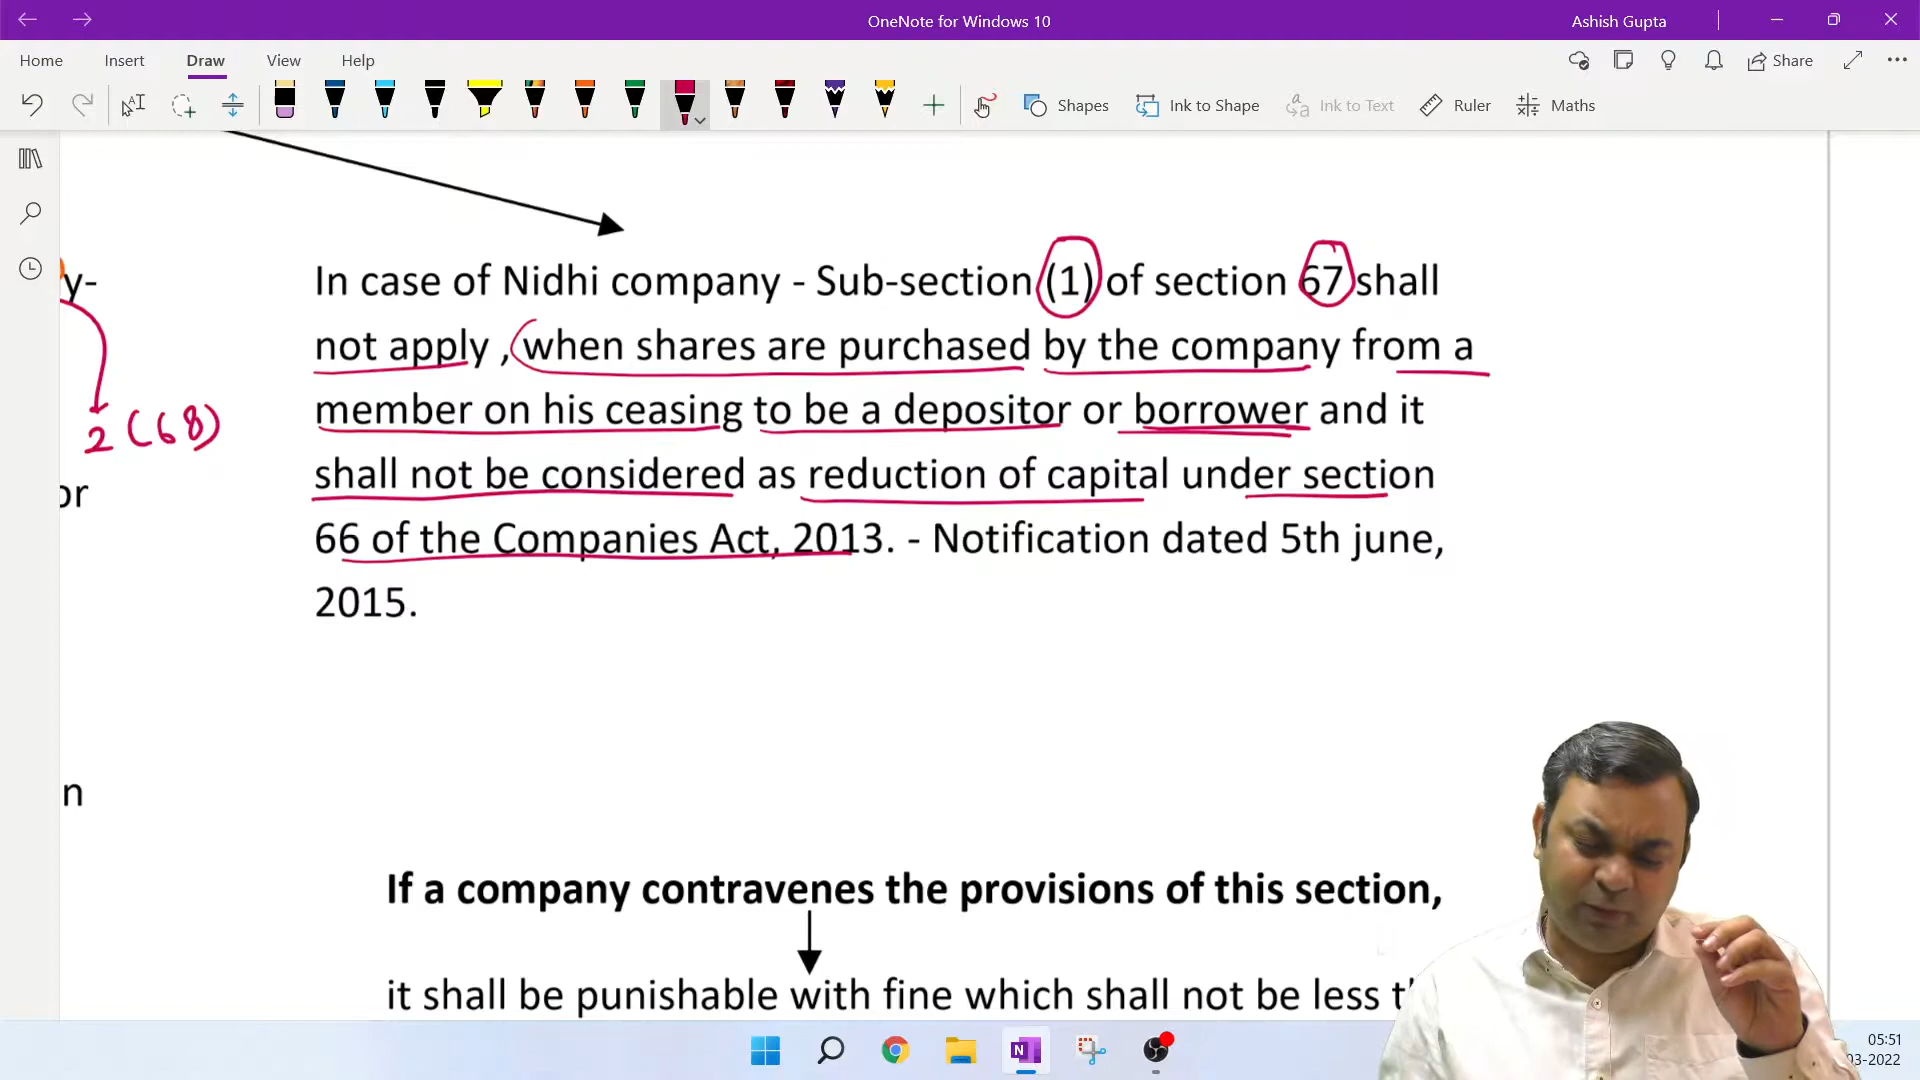 OneNote for Windows 10
Ashish Gupta
Home Insert Draw View Help
Share
Shapes Ink to Shape Ink to Text Ruler Maths
In case of Nidhi company - Sub-section (1) of section 67 shall
not apply , when shares are purchased by the company from a
member on his ceasing to be a depositor or borrower and it
shall not be considered as reduction of capital under section
66 of the Companies Act, 2013. - Notification dated 5th june,
2015.
y-
2 (68)
or
n
If a company contravenes the provisions of this section,
it shall be punishable with fine which shall not be less
05:51
03-2022